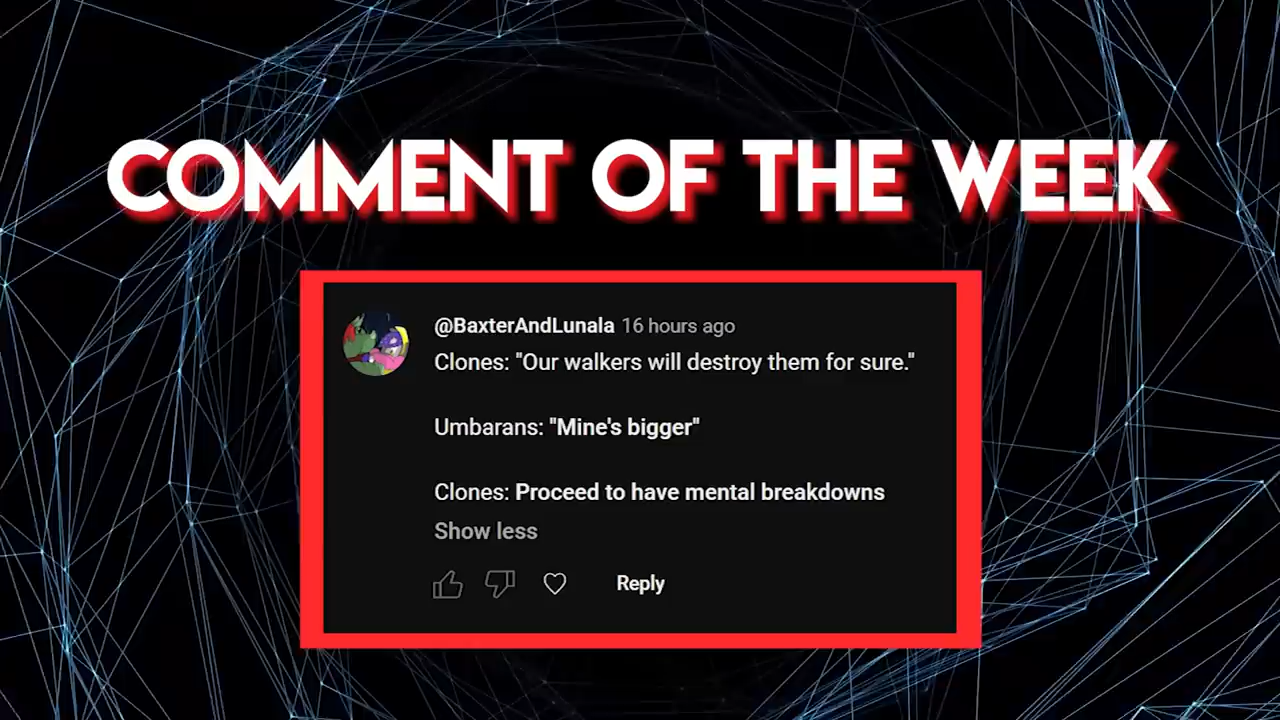 COMMENT OF THE WEEK
@BaxterAndLunala 16 hours ago
Clones: "Our walkers will destroy them for sure."
Umbarans: "Mine's bigger"
Clones: Proceed to have mental breakdowns
Show less
Reply